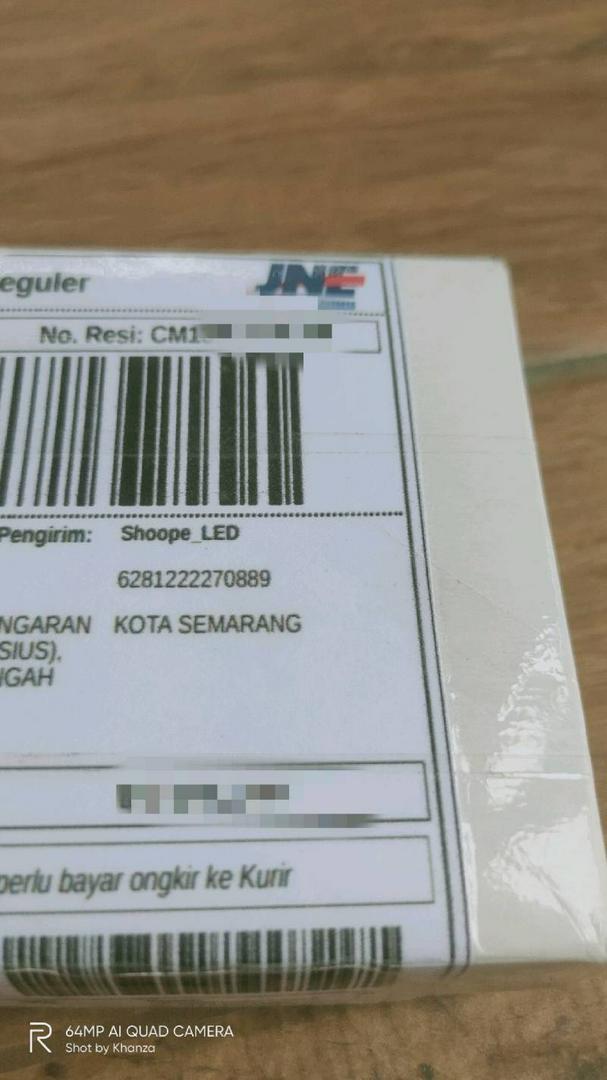 eguler
JNE
No. Resi: CM1
Pengirim: Shoope_LED
6281222270889
NGARAN KOTA SEMARANG
SIUS),
GAH
perlu bayar ongkir ke Kurir
64MP AI QUAD CAMERA
Shot by Khanza